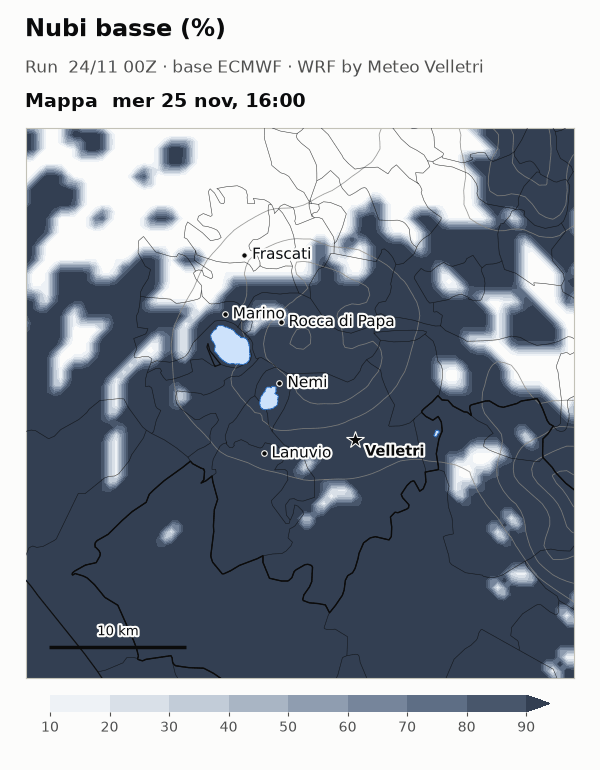 Nubi basse (%)
Run  24/11 00Z · base ECMWF · WRF by Meteo Velletri
Mappa  mer 25 nov, 16:00
Frascati
Marino
Rocca di Papa
Nemi
Velletri
Lanuvio
10 km
10 20 30 40 50 60 70 80 90